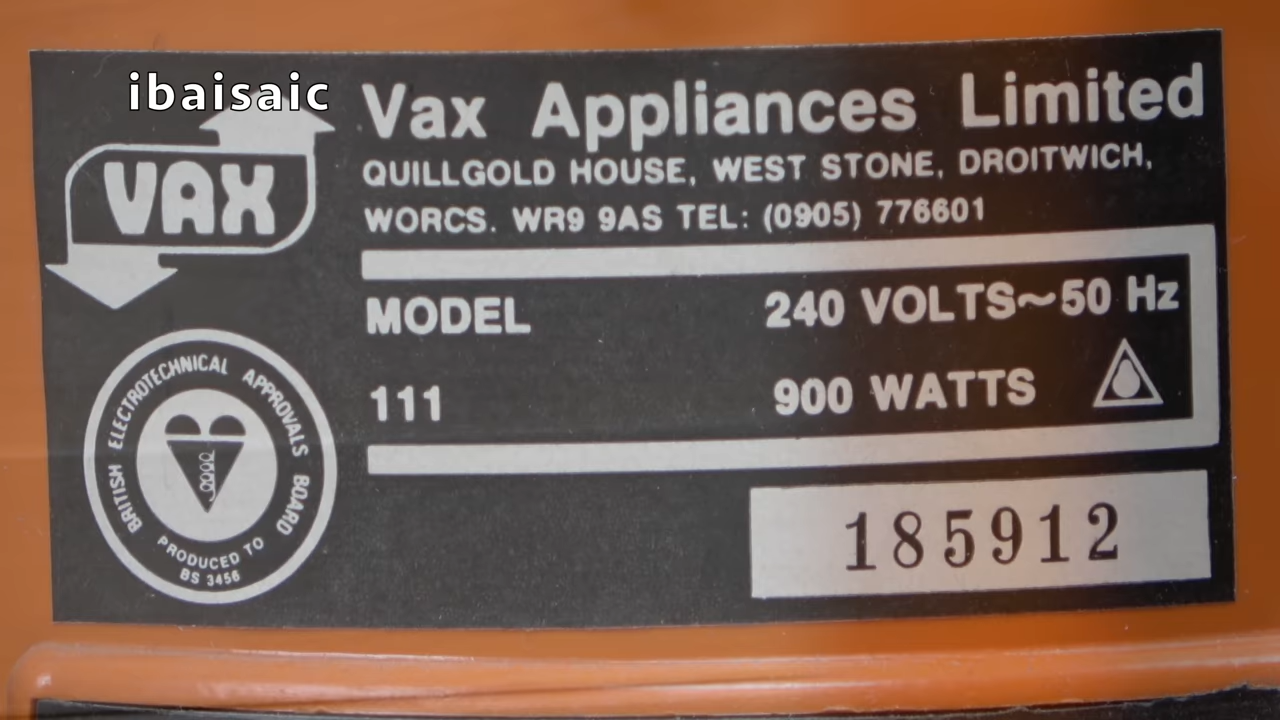 ibaisaic
Vax Appliances Limited
QUILLGOLD HOUSE, WEST STONE, DROITWICH,
WORCS. WR9 9AS TEL: (0905) 776601
VAX
MODEL 240 VOLTS~50 Hz
111 900 WATTS
BRITISH ELECTROTECHNICAL APPROVALS BOARD
PRODUCED TO
BS 3456
185912